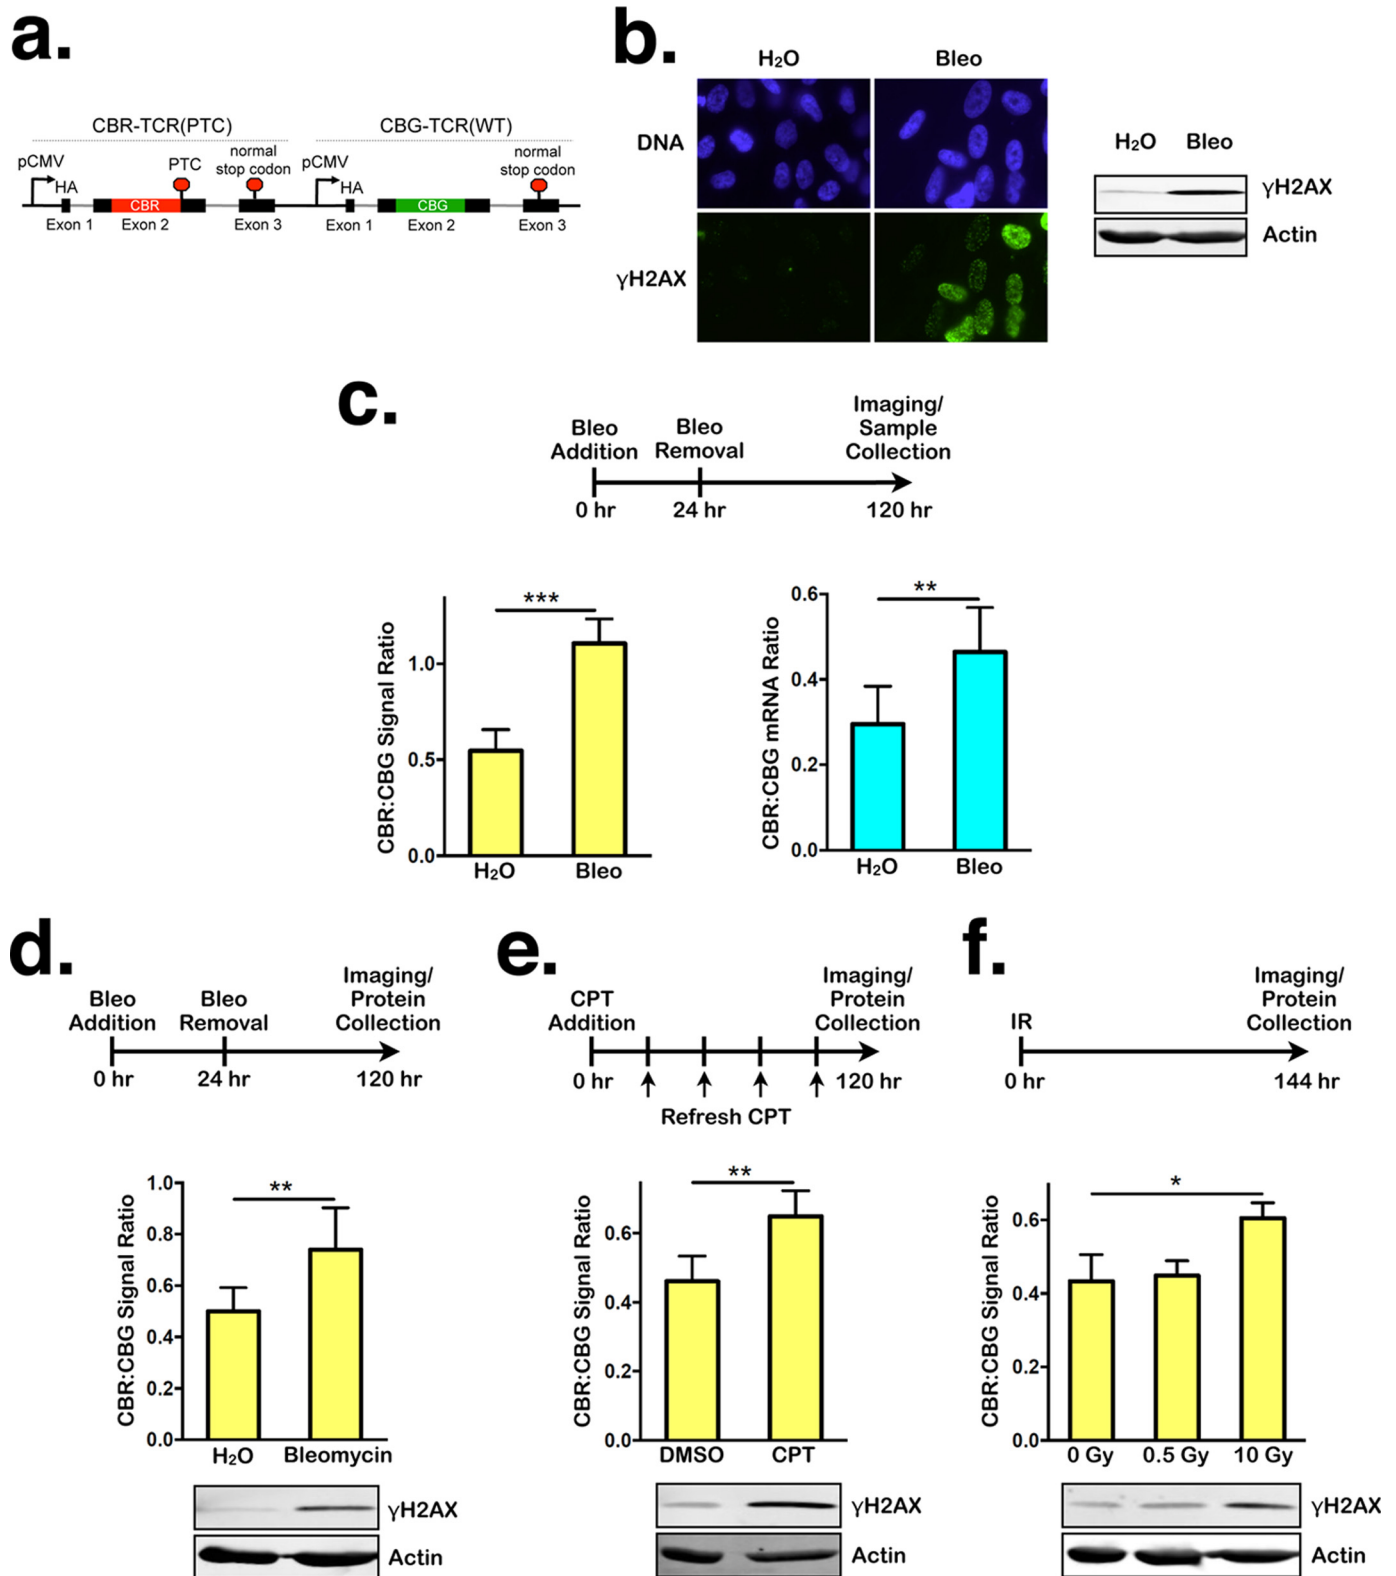 a.
CBR-TCR(PTC)
CBG-TCR(WT)
pCMV
HA
PTC
normal
stop codon
pCMV
HA
normal
stop codon
CBR
CBG
Exon 1
Exon 2
Exon 3
Exon 1
Exon 2
Exon 3
b.
H₂O
Bleo
DNA
γH2AX
H₂O
Bleo
γH2AX
Actin
c.
Bleo
Addition
Bleo
Removal
Imaging/
Sample
Collection
0 hr
24 hr
120 hr
CBR:CBG Signal Ratio
1.0
0.5
0.0
***
H₂O
Bleo
CBR:CBG mRNA Ratio
0.6
0.4
0.2
0.0
**
H₂O
Bleo
d.
Bleo
Addition
Bleo
Removal
Imaging/
Protein
Collection
0 hr
24 hr
120 hr
CBR:CBG Signal Ratio
1.0
0.8
0.6
0.4
0.2
0.0
**
H₂O
Bleomycin
γH2AX
Actin
e.
CPT
Addition
Imaging/
Protein
Collection
0 hr
120 hr
Refresh CPT
CBR:CBG Signal Ratio
0.6
0.4
0.2
0.0
**
DMSO
CPT
γH2AX
Actin
f.
IR
Imaging/
Protein
Collection
0 hr
144 hr
CBR:CBG Signal Ratio
0.6
0.4
0.2
0.0
*
0 Gy
0.5 Gy
10 Gy
γH2AX
Actin